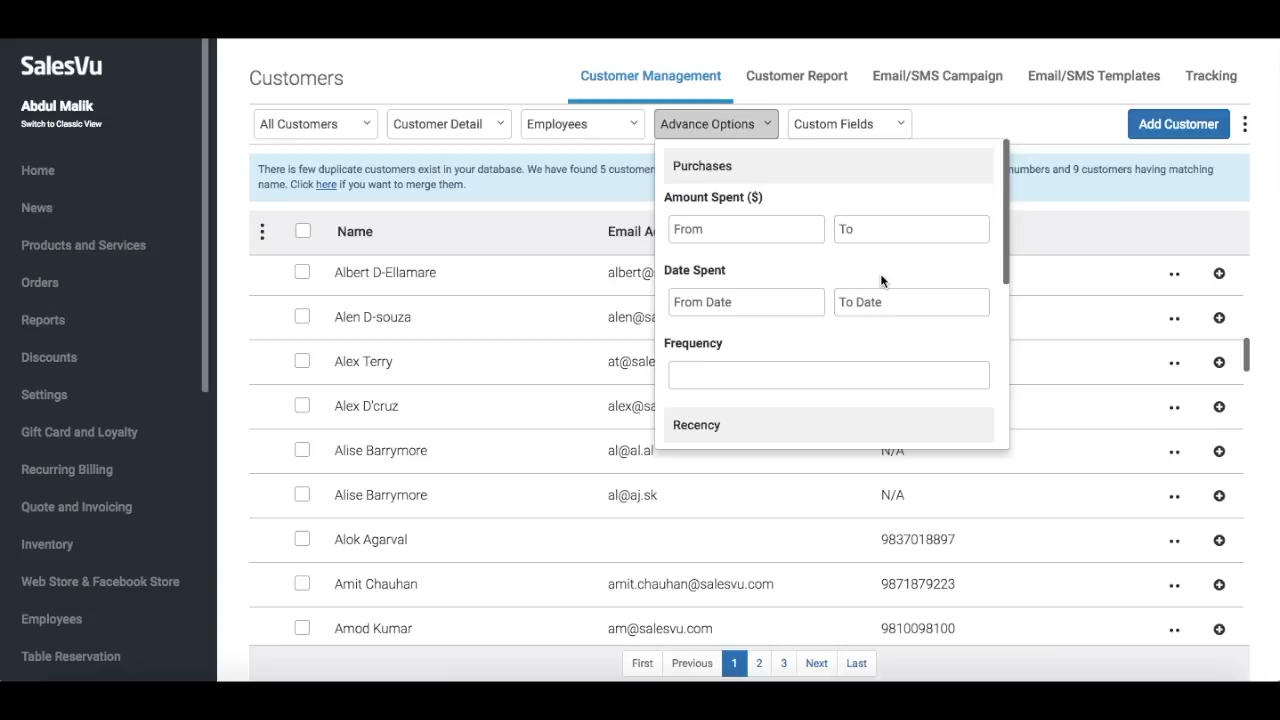 SalesVu
Abdul Malik
Switch to Classic View
Home
News
Products and Services
Orders
Reports
Discounts
Settings
Gift Card and Loyalty
Recurring Billing
Quote and Invoicing
Inventory
Web Store & Facebook Store
Employees
Table Reservation
Customers
Customer Management
Customer Report
Email/SMS Campaign
Email/SMS Templates
Tracking
All Customers
Customer Detail
Employees
Advance Options
Custom Fields
Add Customer
There is few duplicate customers exist in your database. We have found 5 customer
umbers and 9 customers having matching
name. Click here if you want to merge them.
Purchases
Amount Spent ($)
From
To
Date Spent
From Date
To Date
Frequency
Recency
Name
Email A
Albert D-Ellamare
albert@
Alen D-souza
alen@sa
Alex Terry
at@sale
Alex D'cruz
alex@sa
Alise Barrymore
al@al.al
N/A
Alise Barrymore
al@aj.sk
N/A
Alok Agarval
9837018897
Amit Chauhan
amit.chauhan@salesvu.com
9871879223
Amod Kumar
am@salesvu.com
9810098100
First
Previous
1
2
3
Next
Last